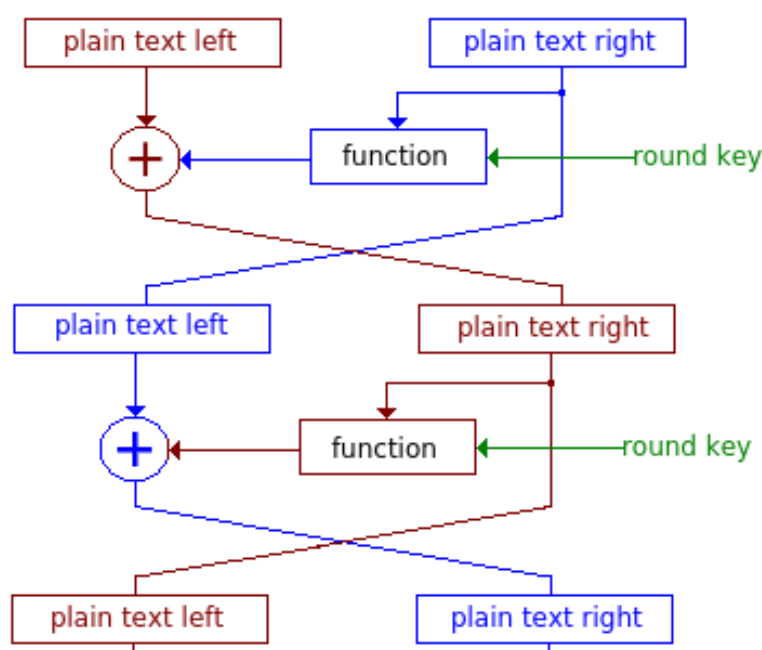 plain text left
plain text right
function
round key
plain text left
plain text right
function
round key
plain text left
plain text right